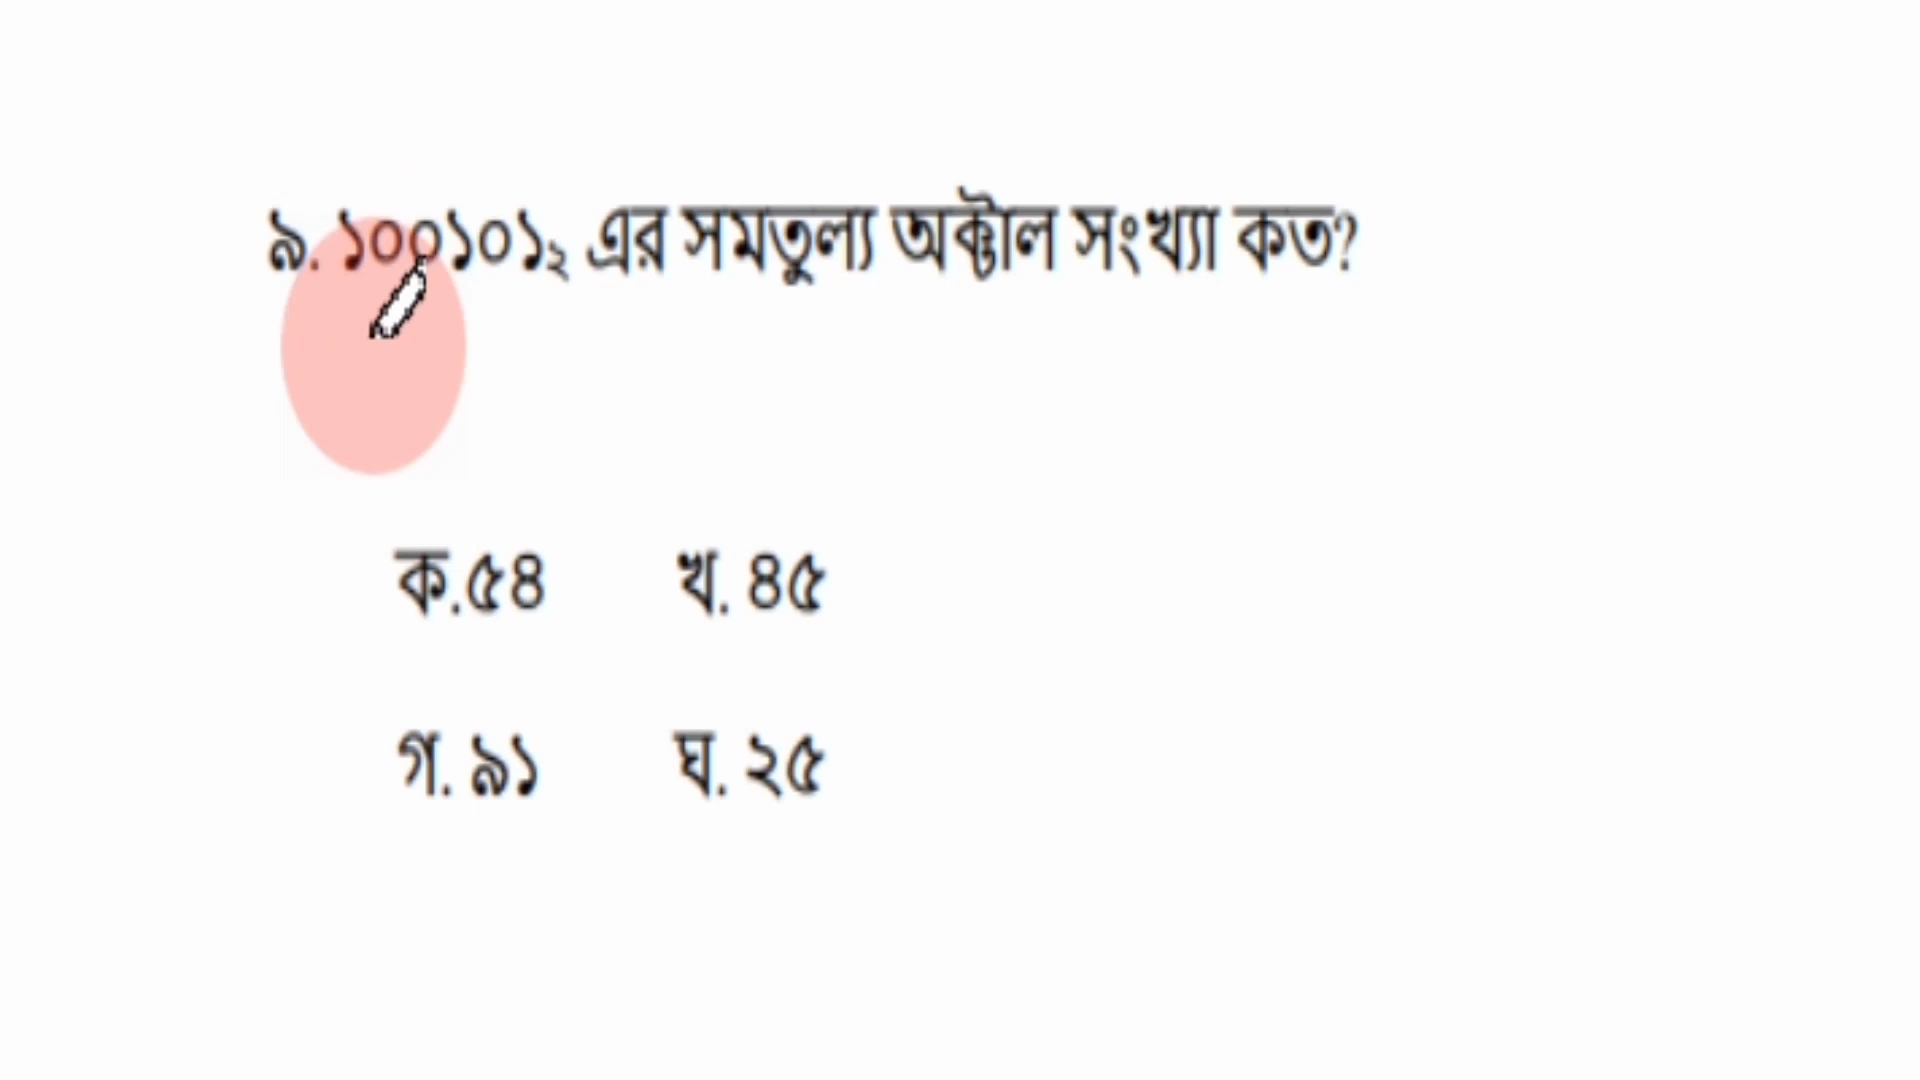 ৯. ১০০১০১₂ এর সমতুল্য অক্টাল সংখ্যা কত?
ক.৫৪ খ. ৪৫
গ. ৯১ ঘ. ২৫